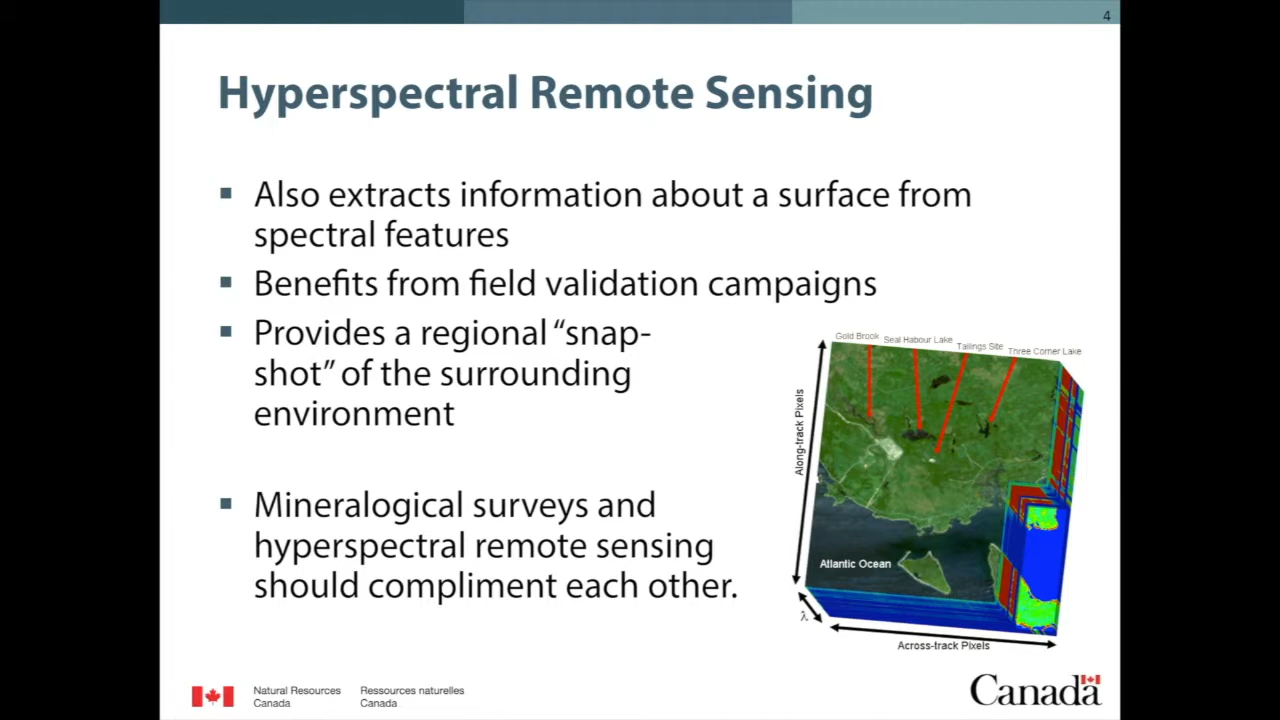 4
Hyperspectral Remote Sensing
▪ Also extracts information about a surface from
spectral features
▪ Benefits from field validation campaigns
▪ Provides a regional “snap-
shot” of the surrounding
environment
▪ Mineralogical surveys and
hyperspectral remote sensing
should compliment each other.
Gold Brook
Seal Habour Lake
Tailings Site
Three Corner Lake
Along-track Pixels
Atlantic Ocean
λ
Across-track Pixels
Natural Resources
Canada
Ressources naturelles
Canada
Canada